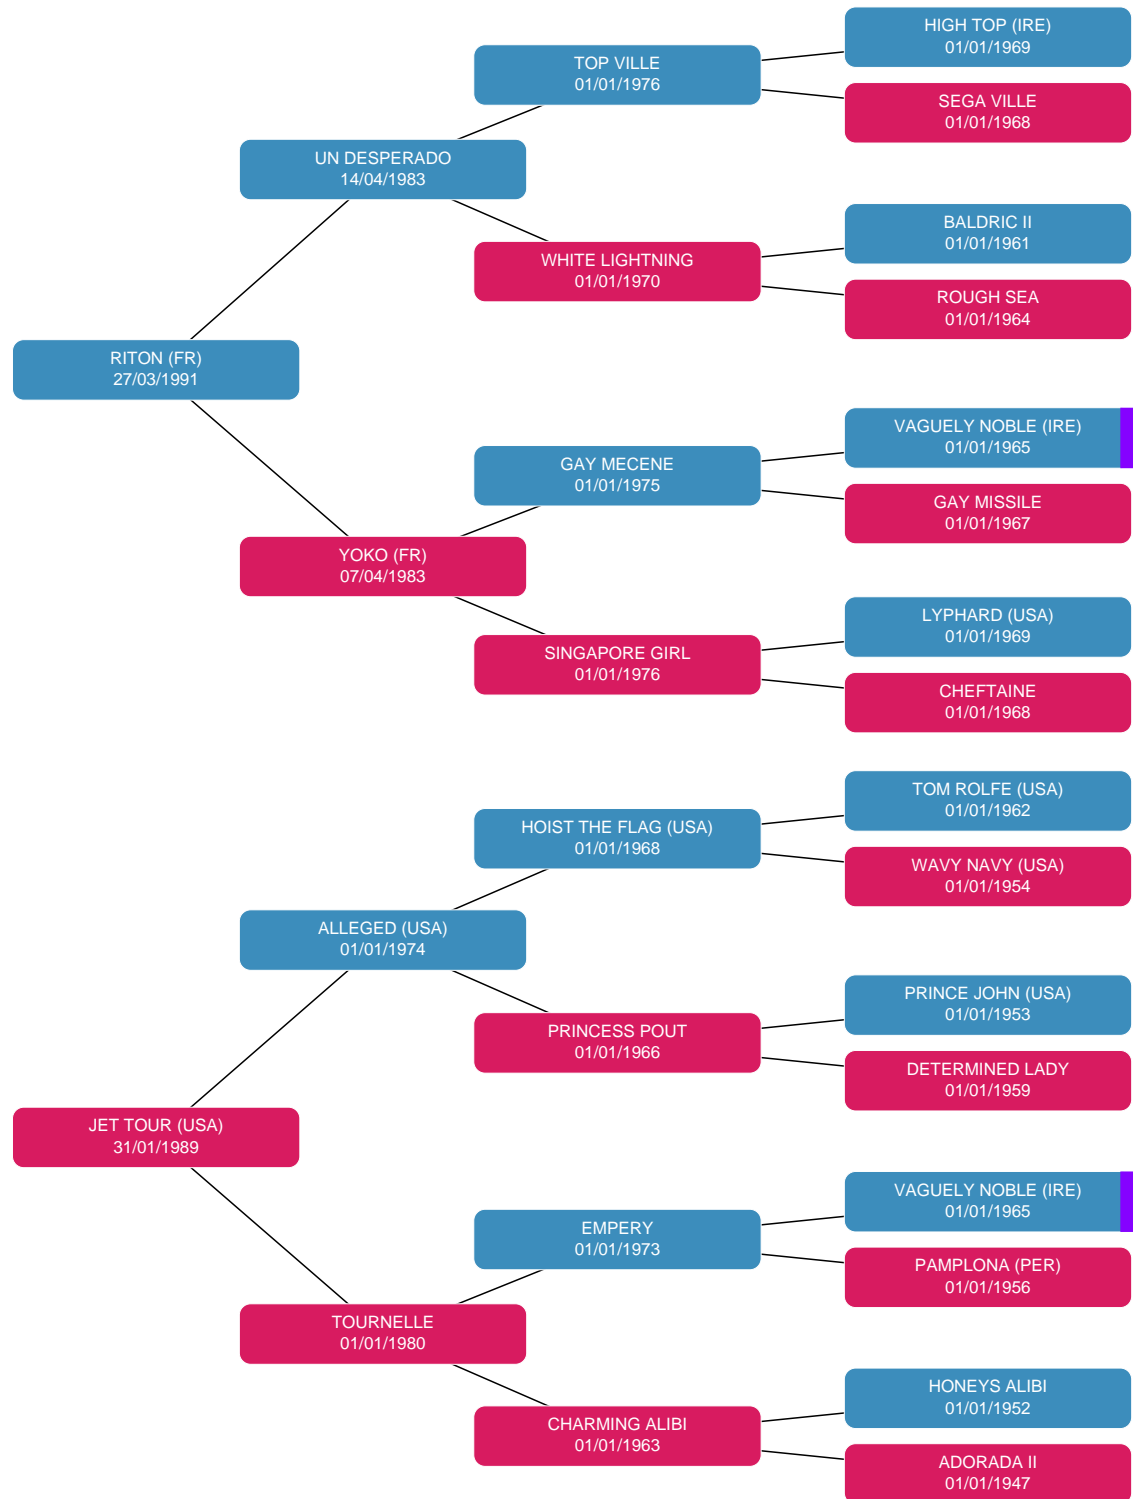 HIGH TOP (IRE)
01/01/1969
TOP VILLE
01/01/1976
SEGA VILLE
01/01/1968
UN DESPERADO
14/04/1983
BALDRIC II
01/01/1961
WHITE LIGHTNING
01/01/1970
ROUGH SEA
01/01/1964
RITON (FR)
27/03/1991
VAGUELY NOBLE (IRE)
01/01/1965
GAY MECENE
01/01/1975
GAY MISSILE
01/01/1967
YOKO (FR)
07/04/1983
LYPHARD (USA)
01/01/1969
SINGAPORE GIRL
01/01/1976
CHEFTAINE
01/01/1968
TOM ROLFE (USA)
01/01/1962
HOIST THE FLAG (USA)
01/01/1968
WAVY NAVY (USA)
01/01/1954
ALLEGED (USA)
01/01/1974
PRINCE JOHN (USA)
01/01/1953
PRINCESS POUT
01/01/1966
DETERMINED LADY
01/01/1959
JET TOUR (USA)
31/01/1989
VAGUELY NOBLE (IRE)
01/01/1965
EMPERY
01/01/1973
PAMPLONA (PER)
01/01/1956
TOURNELLE
01/01/1980
HONEYS ALIBI
01/01/1952
CHARMING ALIBI
01/01/1963
ADORADA II
01/01/1947